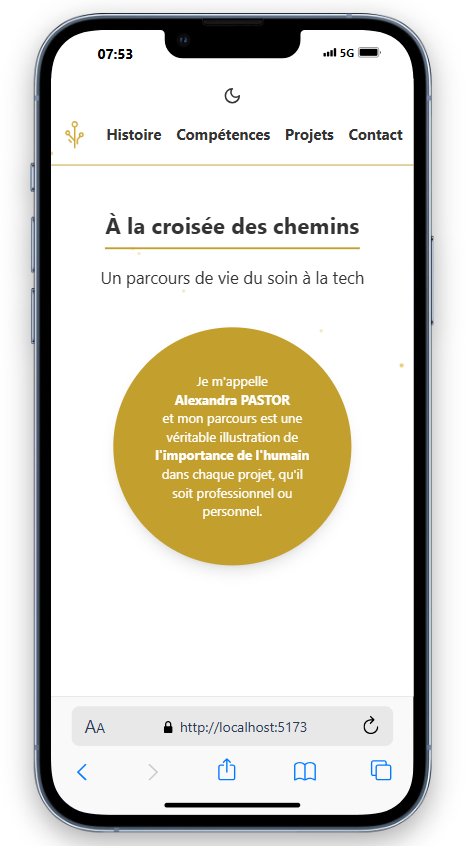 07:53 5G
Histoire Compétences Projets Contact
À la croisée des chemins
Un parcours de vie du soin à la tech
Je m'appelle
Alexandra PASTOR
et mon parcours est une
véritable illustration de
l'importance de l'humain
dans chaque projet, qu'il
soit professionnel ou
personnel.
AA http://localhost:5173